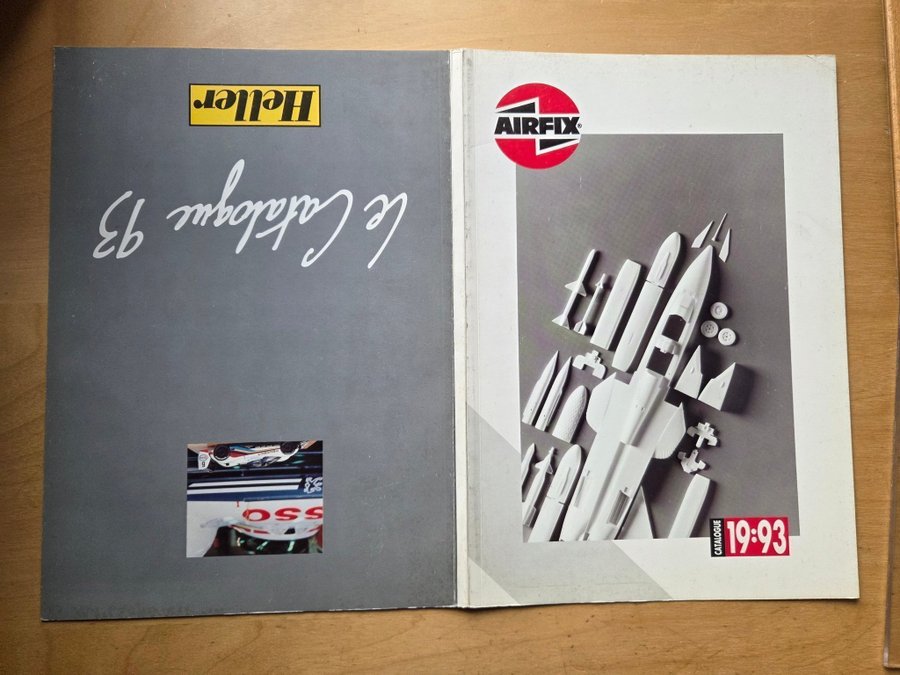 Heller
le Catalogue 93
AIRFIX®
CATALOGUE
19:93